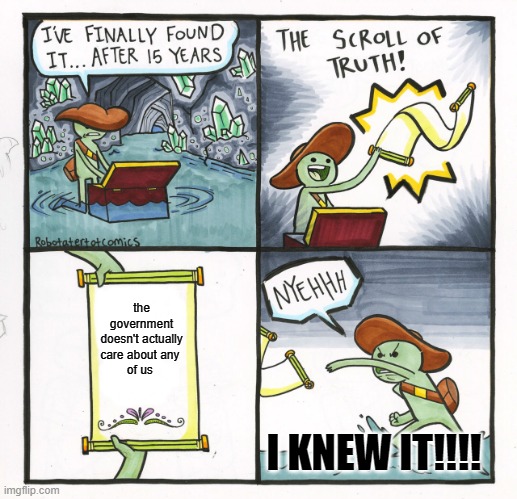 I'VE FINALLY FOUND
IT... AFTER 15 YEARS
THE SCROLL OF
TRUTH!
Robotatertotcomics
the
government
doesn't actually
care about any
of us
NYEHHH
I KNEW IT!!!!
imgflip.com